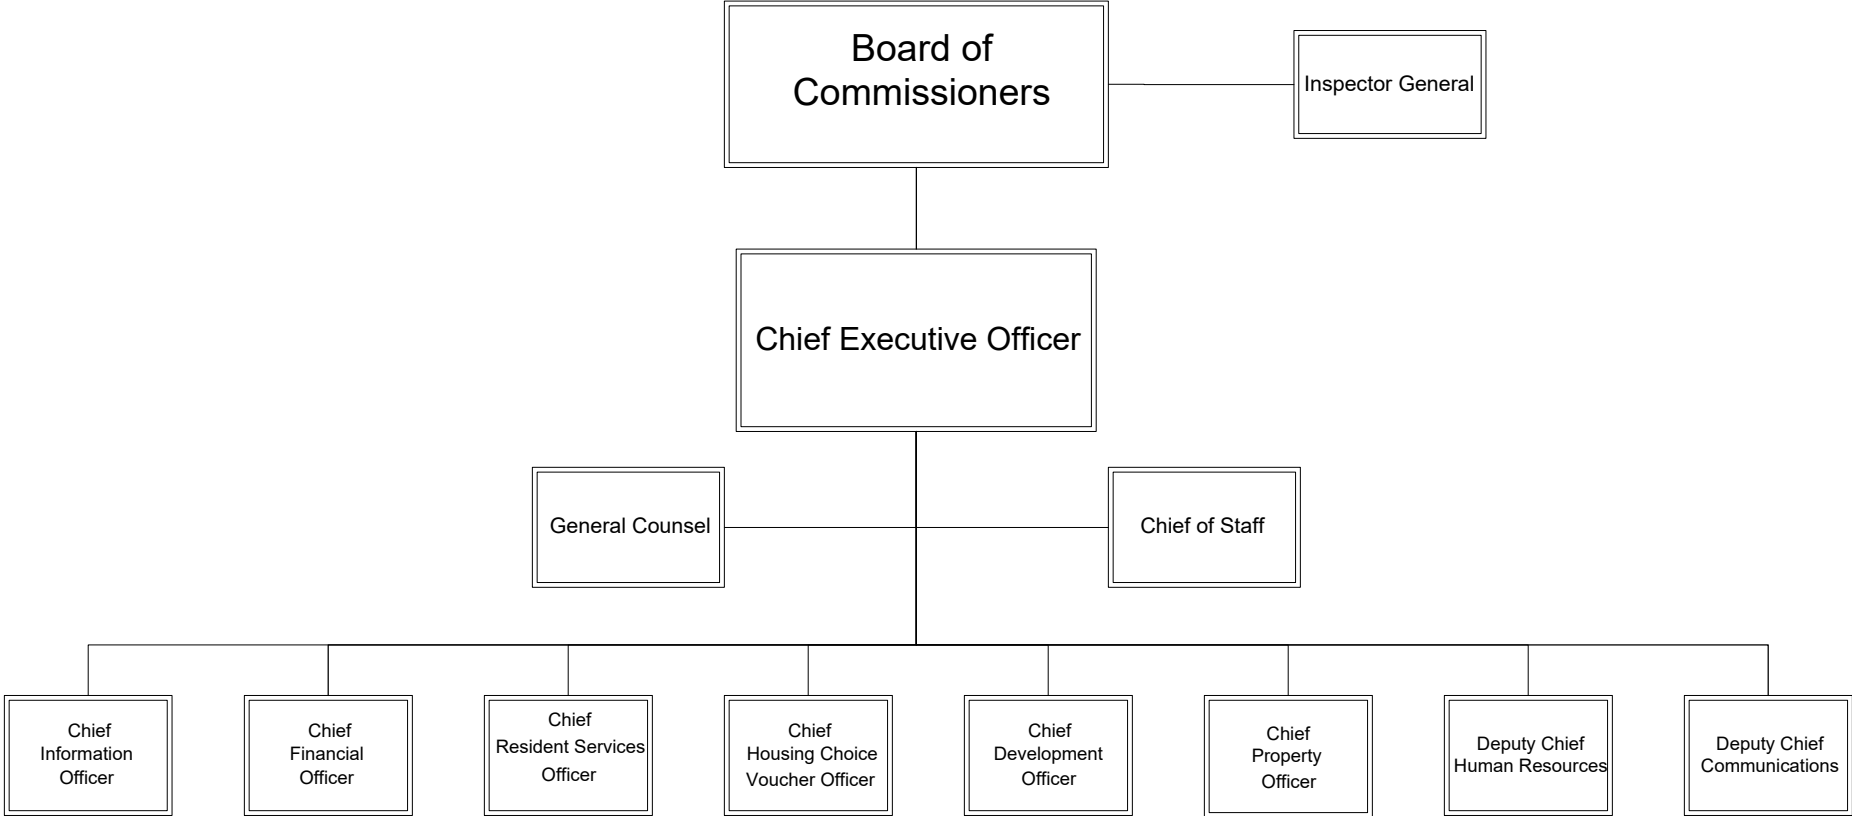 Board of
Commissioners
Inspector General
Chief Executive Officer
General Counsel
Chief of Staff
Chief
Information
Officer
Chief
Financial
Officer
Chief
Resident Services
Officer
Chief
Housing Choice
Voucher Officer
Chief
Development
Officer
Chief
Property
Officer
Deputy Chief
Human Resources
Deputy Chief
Communications